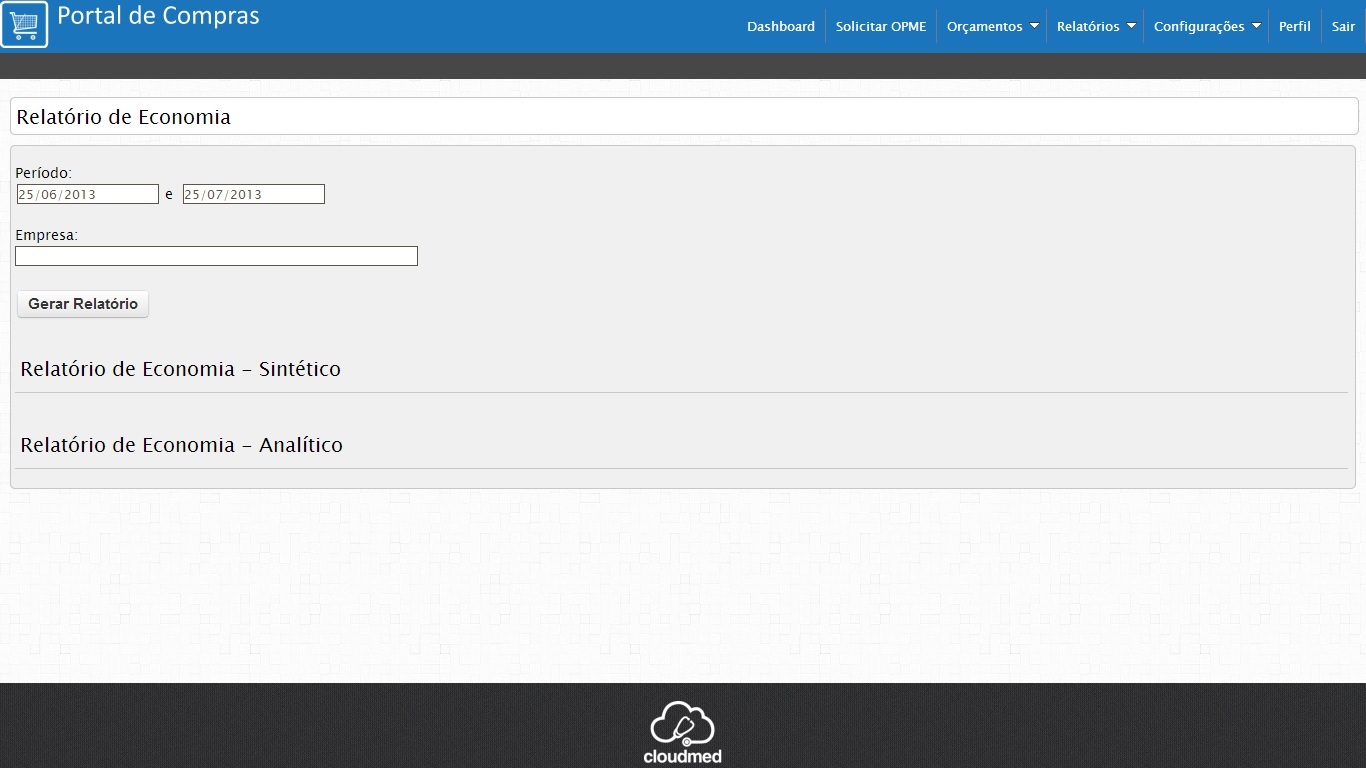 Portal de Compras
Dashboard Solicitar OPME Orçamentos Relatórios Configurações Perfil Sair
Relatório de Economia
Período:
25/06/2013 e 25/07/2013
Empresa:
Gerar Relatório
Relatório de Economia - Sintético
Relatório de Economia - Analítico
cloudmed